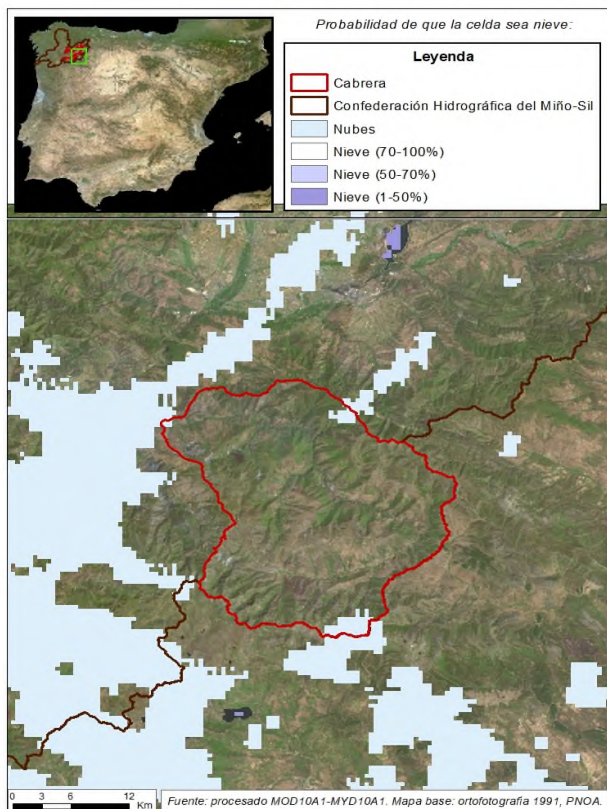 Probabilidad de que la celda sea nieve:
Leyenda
Cabrera
Confederación Hidrográfica del Miño-Sil
Nubes
Nieve (70-100%)
Nieve (50-70%)
Nieve (1-50%)
0 3 6 12
Km
Fuente: procesado MOD10A1-MYD10A1. Mapa base: ortofotografia 1991, PNOA